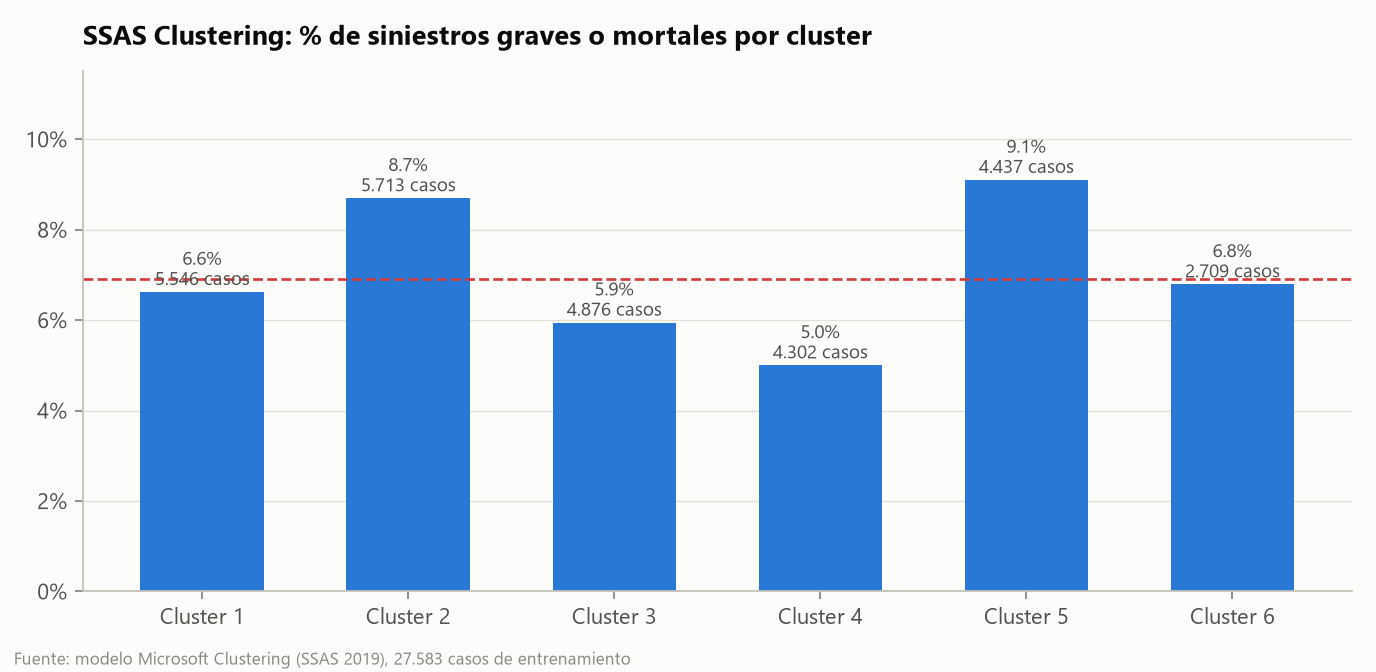 SSAS Clustering: % de siniestros graves o mortales por cluster
10%
8%
6%
4%
2%
0%
6.6%
5.546 casos
8.7%
5.713 casos
5.9%
4.876 casos
5.0%
4.302 casos
9.1%
4.437 casos
6.8%
2.709 casos
Cluster 1
Cluster 2
Cluster 3
Cluster 4
Cluster 5
Cluster 6
Fuente: modelo Microsoft Clustering (SSAS 2019), 27.583 casos de entrenamiento